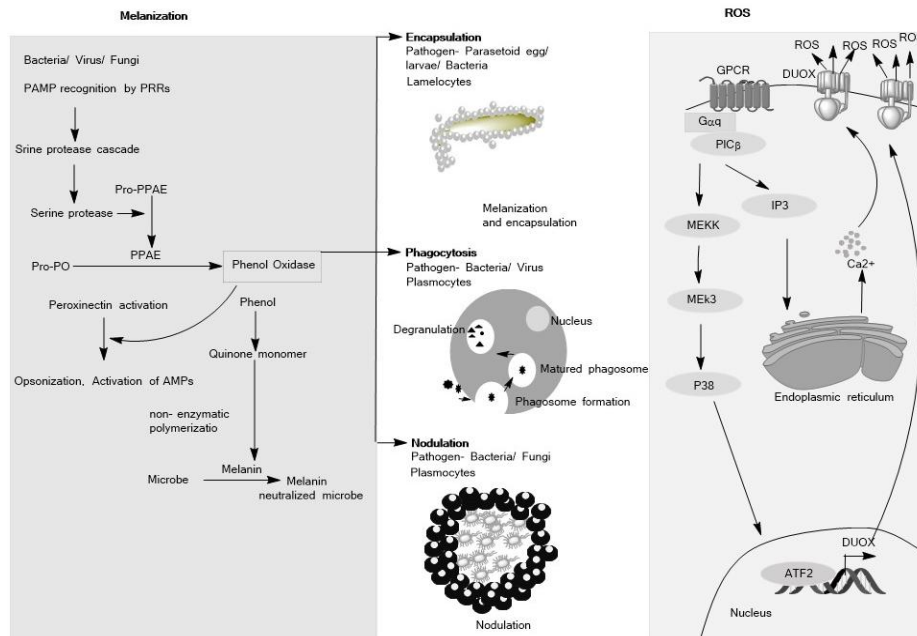 Melanization
Bacteria/ Virus/ Fungi
PAMP recognition by PRRs
Srine protease cascade
Pro-PPAE
Serine protease
PPAE
Pro-PO
Phenol Oxidase
Peroxinectin activation
Phenol
Quinone monomer
Opsonization, Activation of AMPs
non- enzymatic
polymerizatio
Melanin
Microbe
Melanin
neutralized microbe
Encapsulation
Pathogen- Parasetoid egg/
larvae/ Bacteria
Lamelocytes
Melanization
and encapsulation
Phagocytosis
Pathogen- Bacteria/ Virus
Plasmocytes
Nucleus
Degranulation
Matured phagosome
Phagosome formation
Nodulation
Pathogen- Bacteria/ Fungi
Plasmocytes
Nodulation
ROS
ROS
ROS
ROS
ROS
GPCR
DUOX
Gαq
PICβ
IP3
MEKK
Ca2+
MEk3
P38
Endoplasmic reticulum
DUOX
ATF2
Nucleus